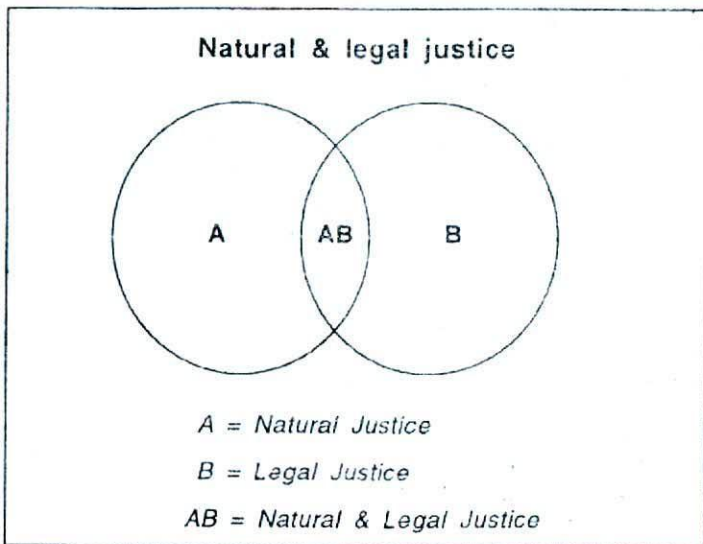 Natural & legal justice
A AB B
A = Natural Justice
B = Legal Justice
AB = Natural & Legal Justice